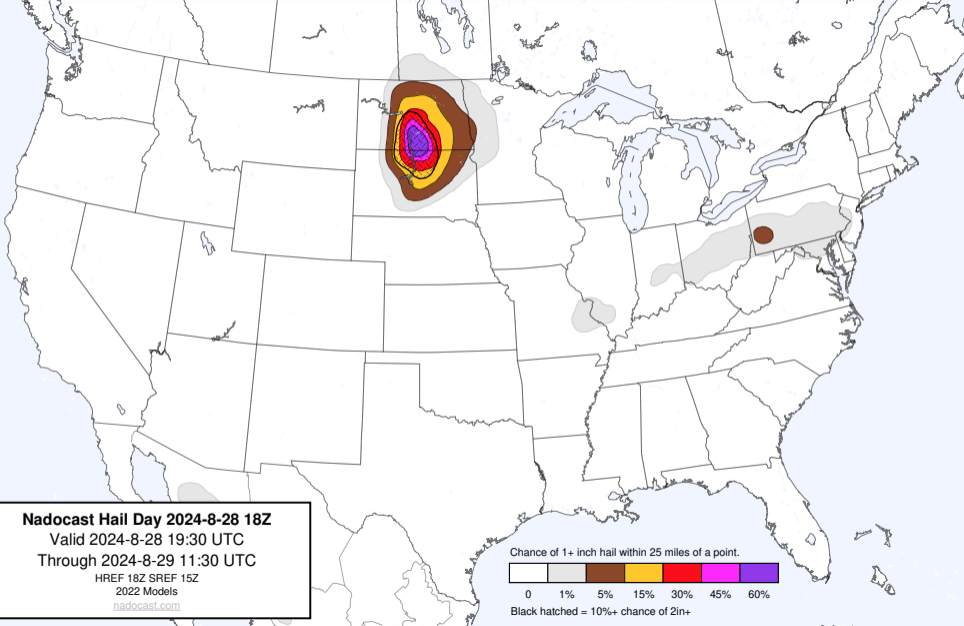 Nadocast Hail Day 2024-8-28 18Z
Valid 2024-8-28 19:30 UTC
Through 2024-8-29 11:30 UTC
HREF 18Z SREF 15Z
2022 Models
nadocast.com
Chance of 1+ inch hail within 25 miles of a point.
0 1% 5% 15% 30% 45% 60%
Black hatched = 10%+ chance of 2in+